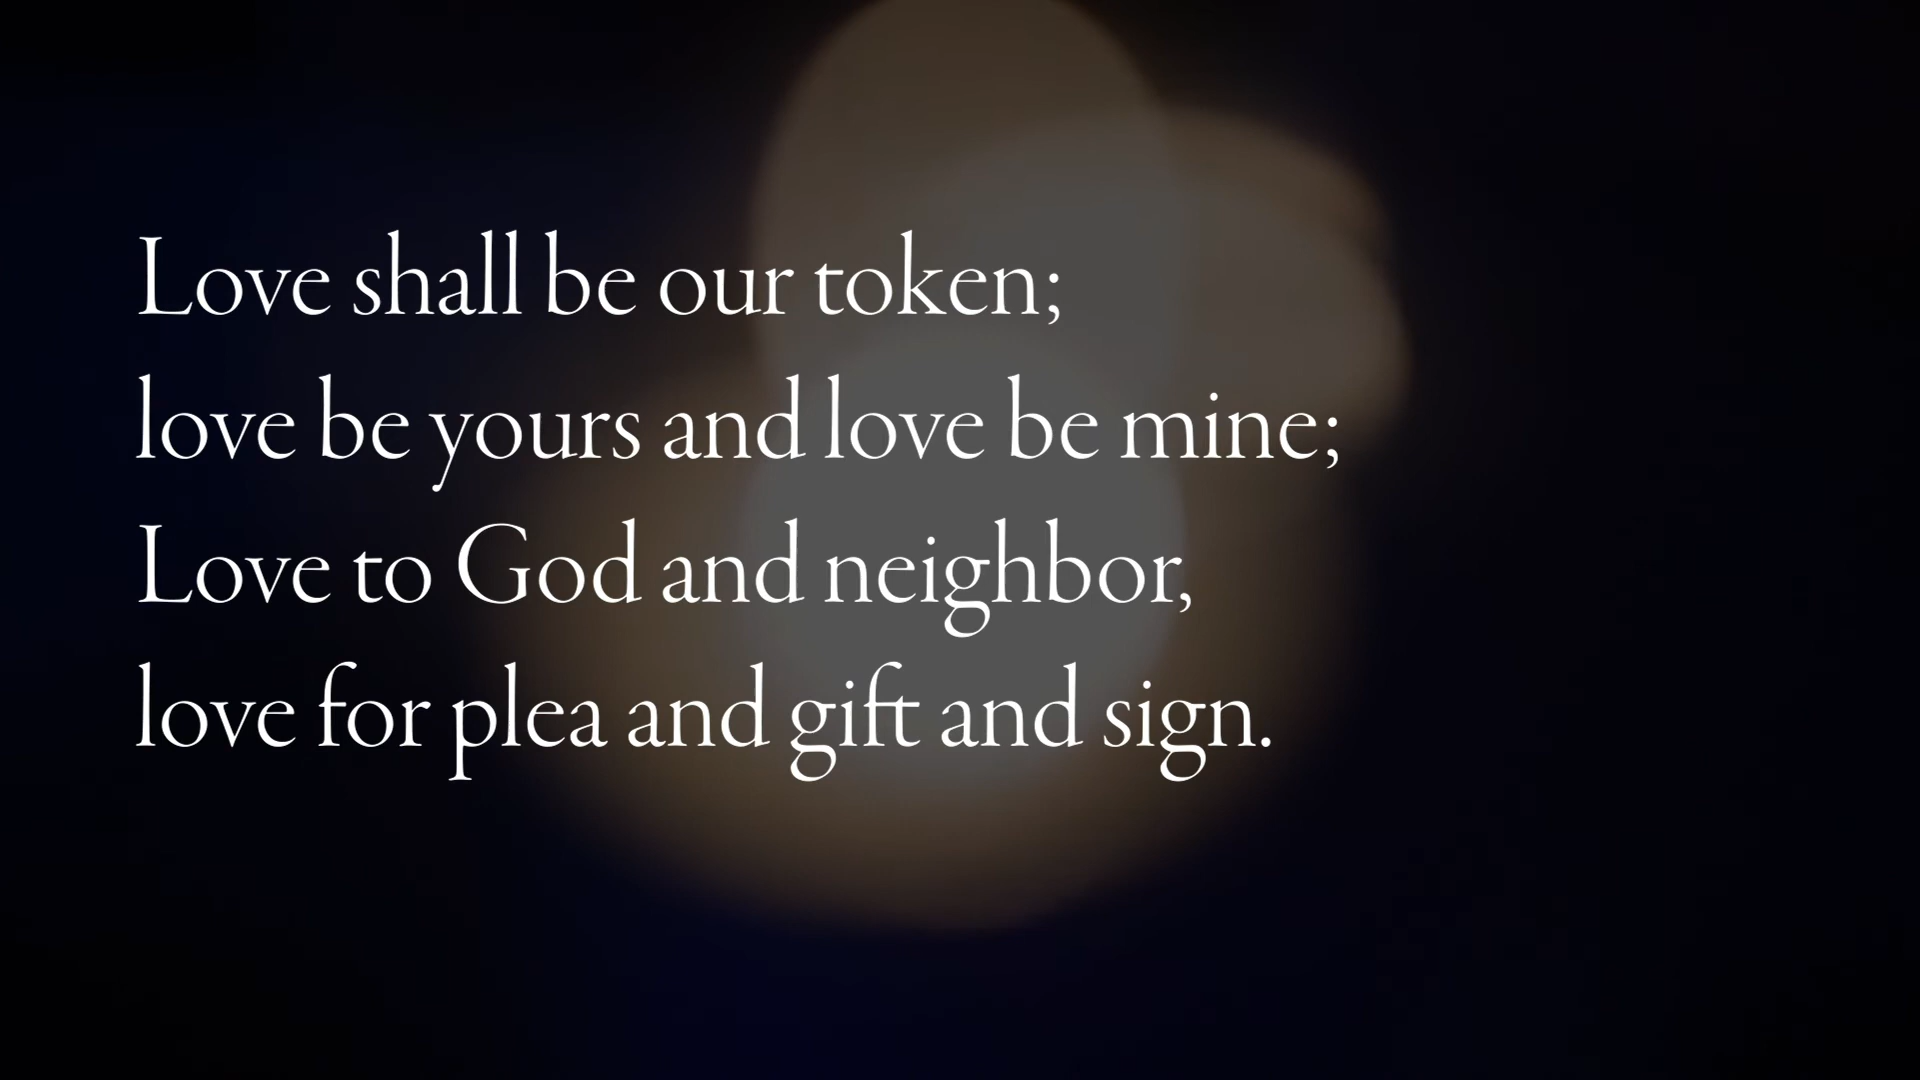 Love shall be our token;
love be yours and love be mine;
Love to God and neighbor,
love for plea and gift and sign.